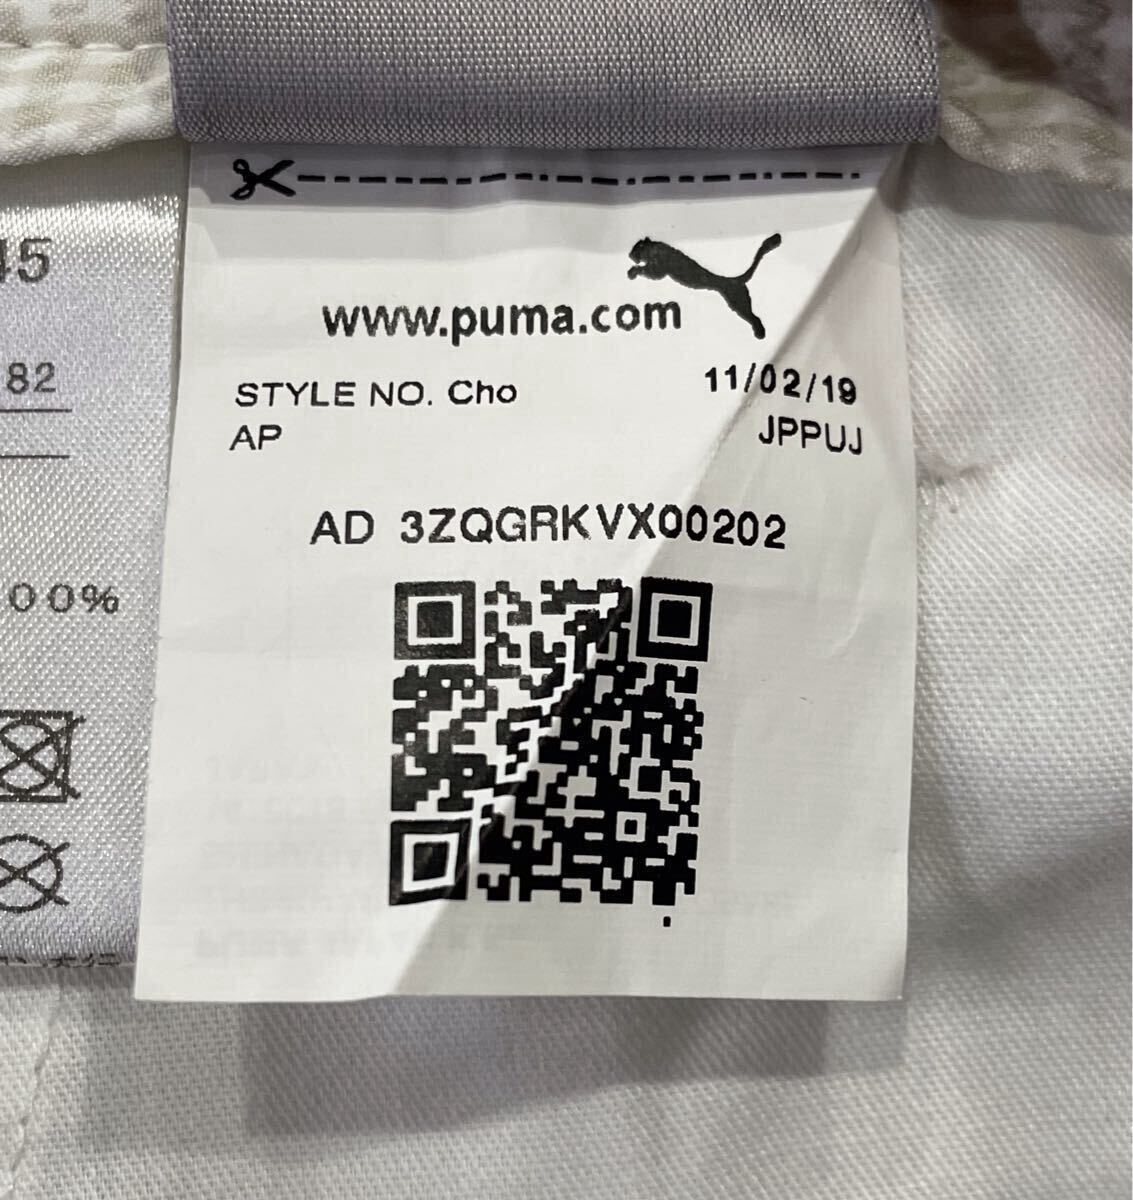 45
82
00%
www.puma.com
STYLE NO. Cho
11/02/19
AP
JPPUJ
AD 3ZQGRKVX00202